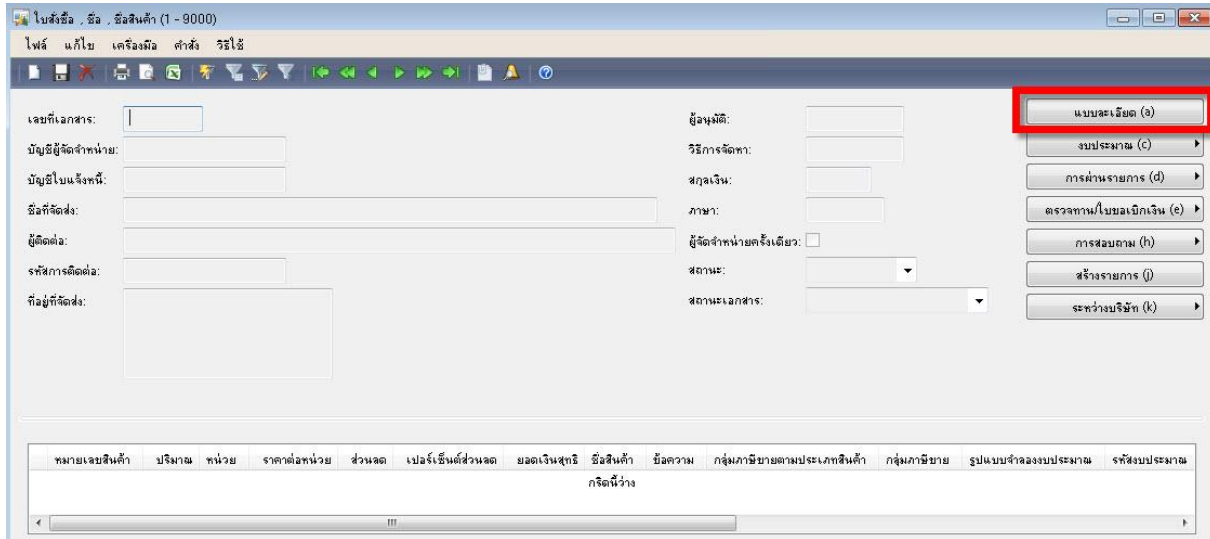 ใบสั่งซื้อ , ชื่อ , ชื่อสินค้า (1 - 9000)
ไฟล์ แก้ไข เครื่องมือ คำสั่ง วิธีใช้
เลขที่เอกสาร:
ผู้อนุมัติ:
แบบละเอียด (a)
บัญชีผู้จัดจำหน่าย:
วิธีการจัดหา:
งบประมาณ (c)
บัญชีใบแจ้งหนี้:
สกุลเงิน:
การผ่านรายการ (d)
ชื่อที่จัดส่ง:
ภาษา:
ตรวจทาน/ใบขอเบิกเงิน (e)
ผู้ติดต่อ:
ผู้จัดจำหน่ายครั้งเดียว:
การสอบถาม (h)
รหัสการติดต่อ:
สถานะ:
สร้างรายการ (j)
ที่อยู่ที่จัดส่ง:
สถานะเอกสาร:
ระหว่างบริษัท (k)
หมายเลขสินค้า ปริมาณ หน่วย ราคาต่อหน่วย ส่วนลด เปอร์เซ็นต์ส่วนลด ยอดเงินสุทธิ ชื่อสินค้า ข้อความ กลุ่มภาษีขายตามประเภทสินค้า กลุ่มภาษีขาย รูปแบบจำลองงบประมาณ รหัสงบประมาณ
กริดนี้ว่าง